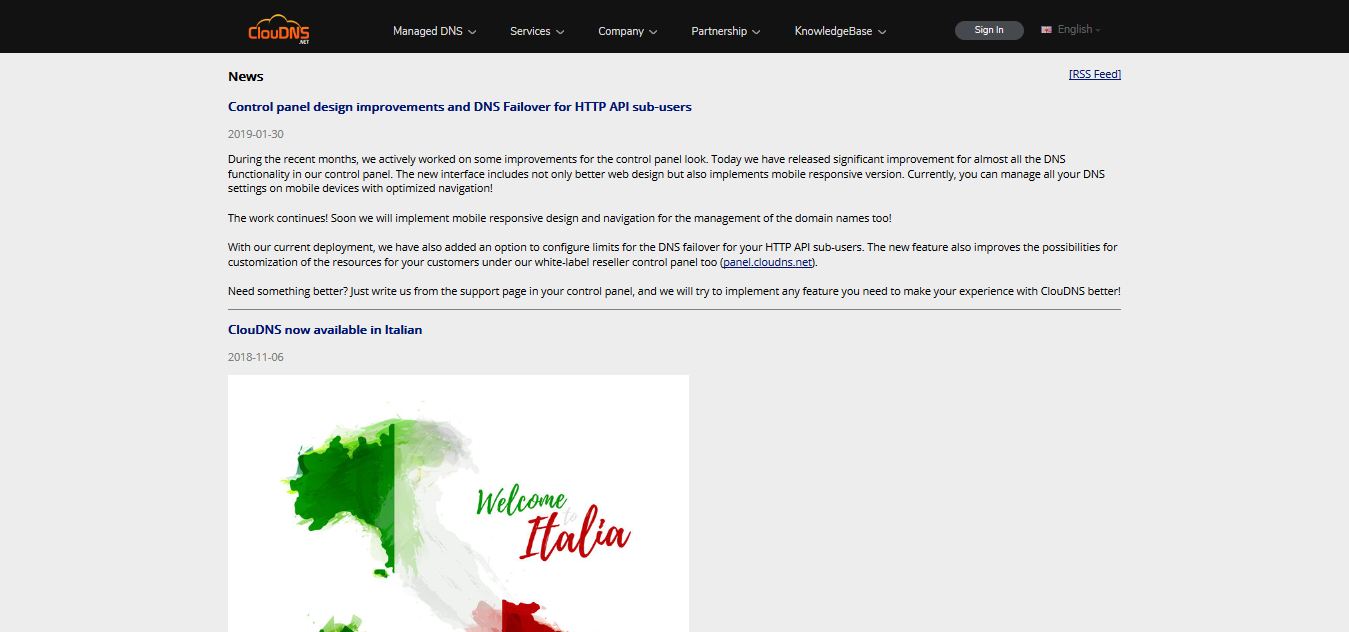 ClouDNS
.NET
Managed DNS
Services
Company
Partnership
KnowledgeBase
Sign In
English
News
[RSS Feed]
Control panel design improvements and DNS Failover for HTTP API sub-users
2019-01-30
During the recent months, we actively worked on some improvements for the control panel look. Today we have released significant improvement for almost all the DNS
functionality in our control panel. The new interface includes not only better web design but also implements mobile responsive version. Currently, you can manage all your DNS
settings on mobile devices with optimized navigation!
The work continues! Soon we will implement mobile responsive design and navigation for the management of the domain names too!
With our current deployment, we have also added an option to configure limits for the DNS failover for your HTTP API sub-users. The new feature also improves the possibilities for
customization of the resources for your customers under our white-label reseller control panel too (panel.cloudns.net).
Need something better? Just write us from the support page in your control panel, and we will try to implement any feature you need to make your experience with ClouDNS better!
ClouDNS now available in Italian
2018-11-06
Welcome
to
Italia